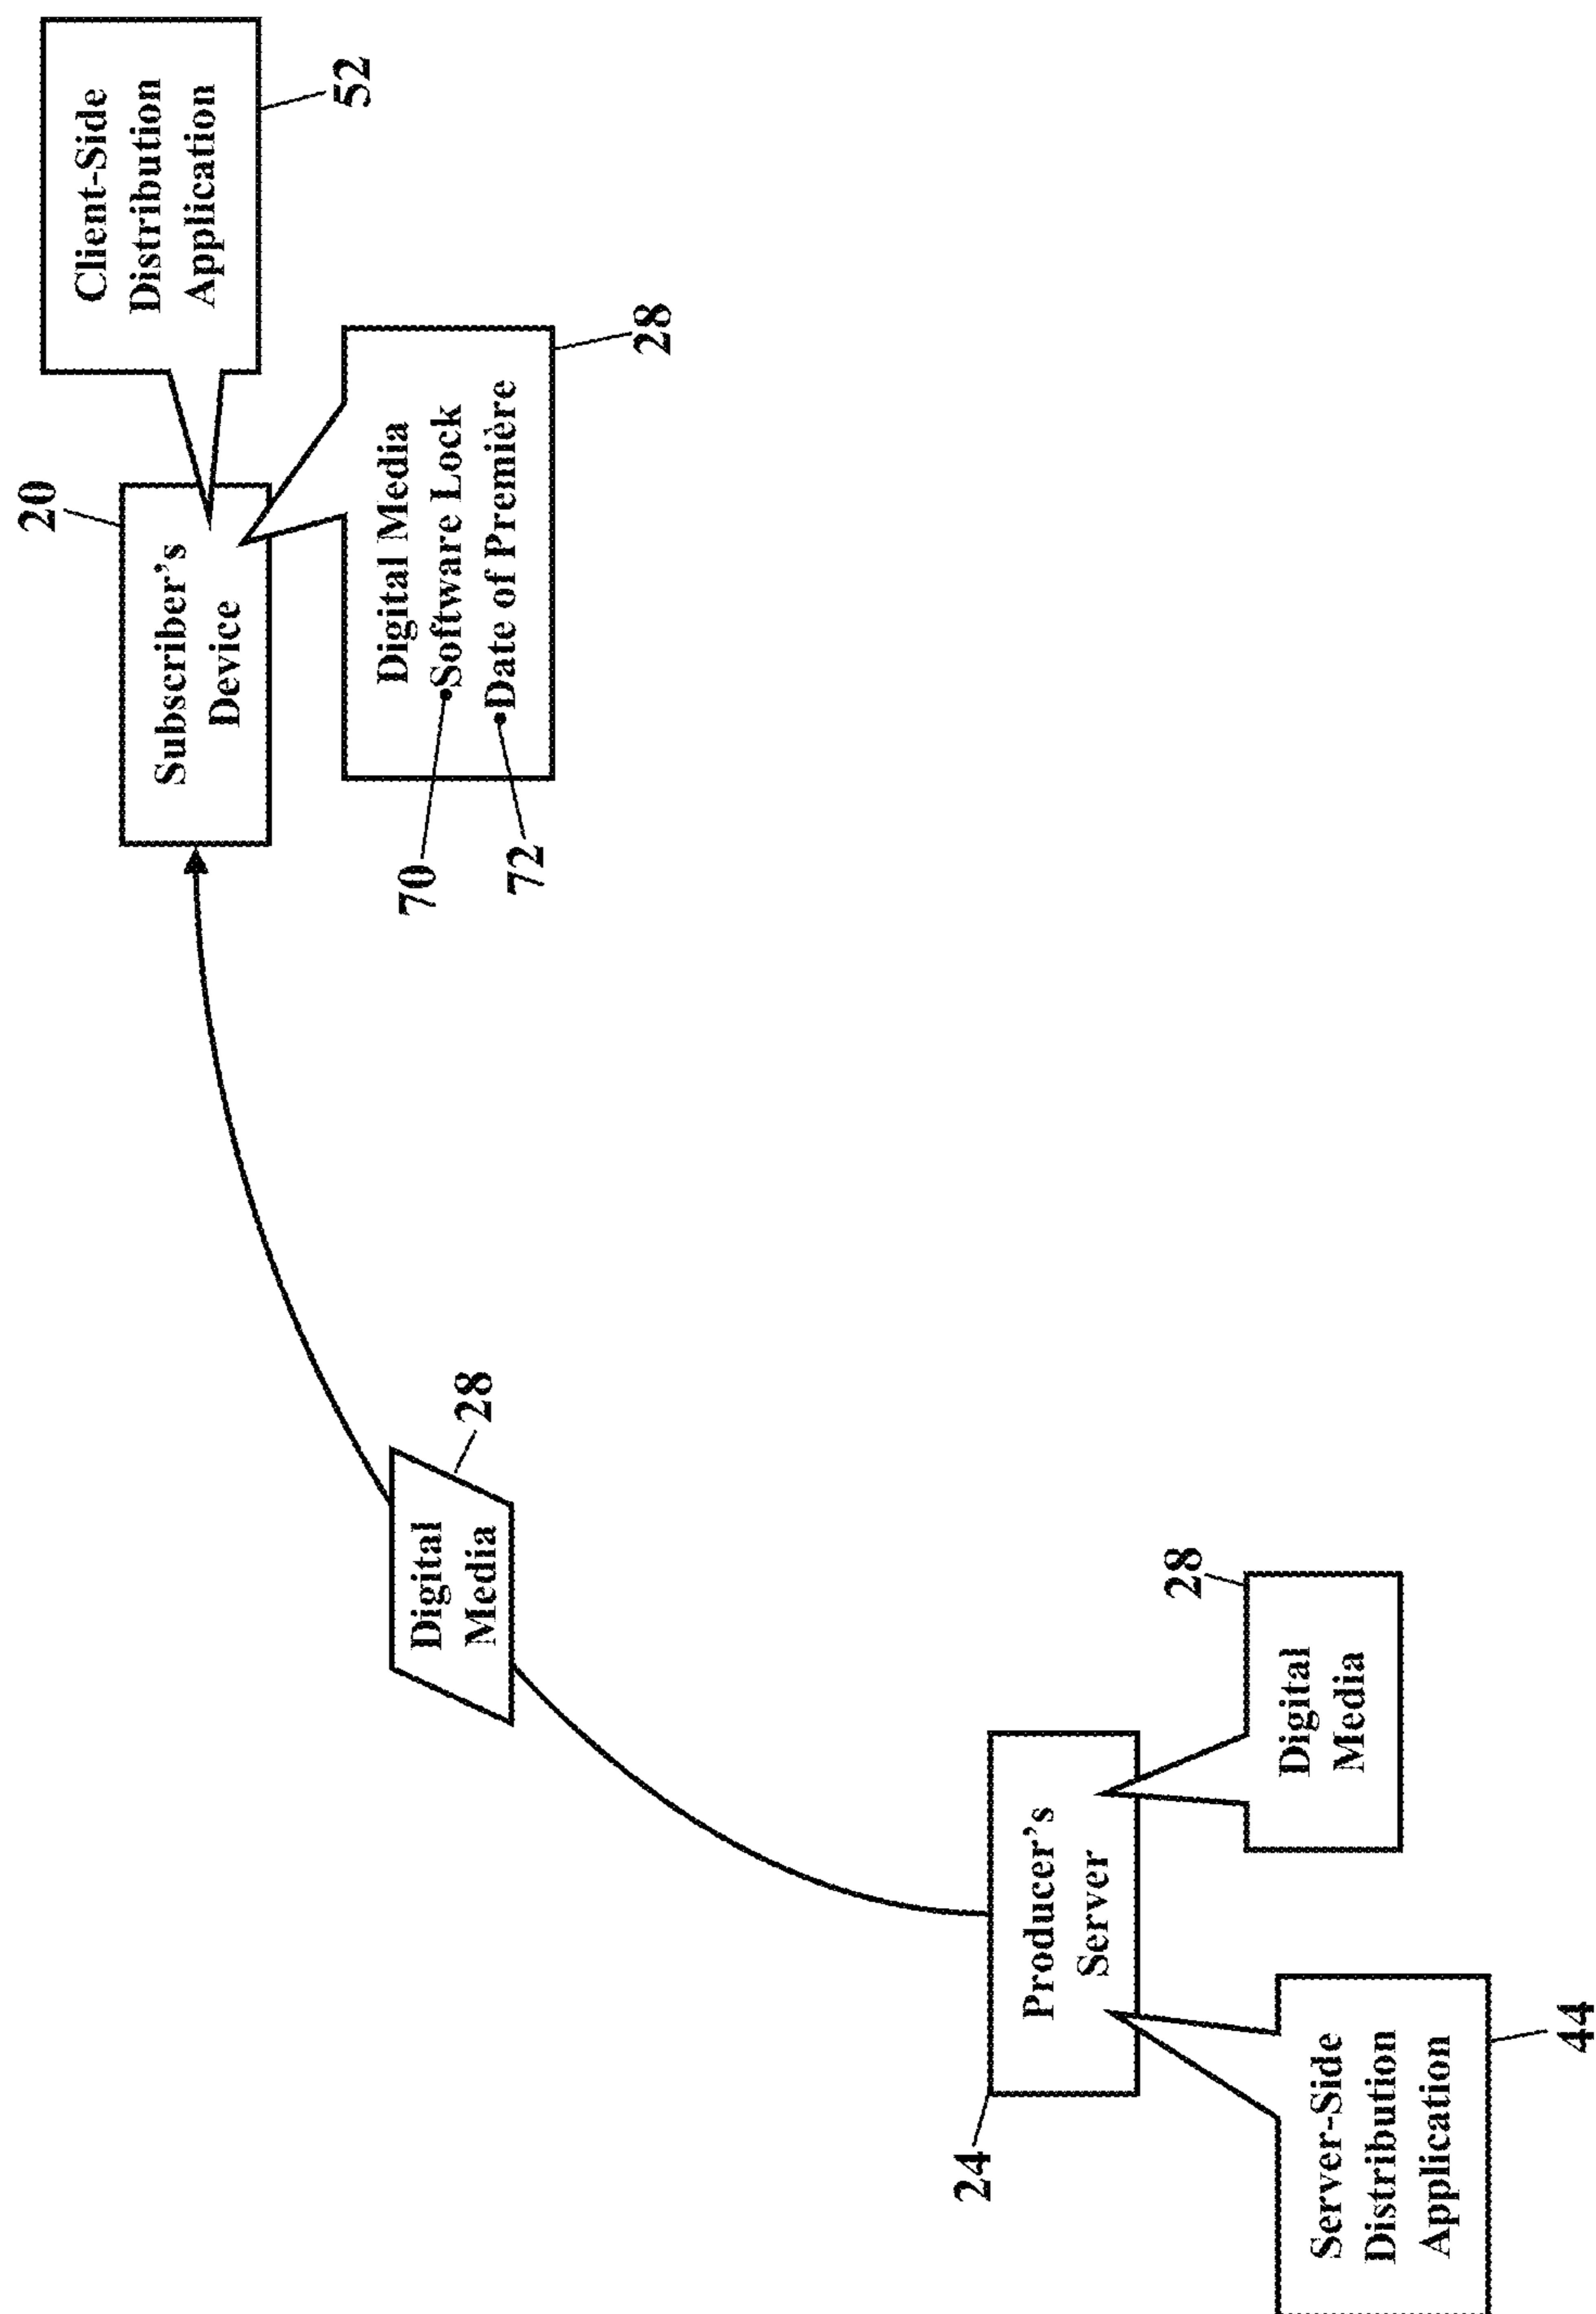 20
Subscriber's
Device
Client-Side
Distribution
Application
52
Digital Media
•Software Lock
•Date of Première
28
70
72
Digital
Media
28
24
Producer's
Server
Digital
Media
28
Server-Side
Distribution
Application
44